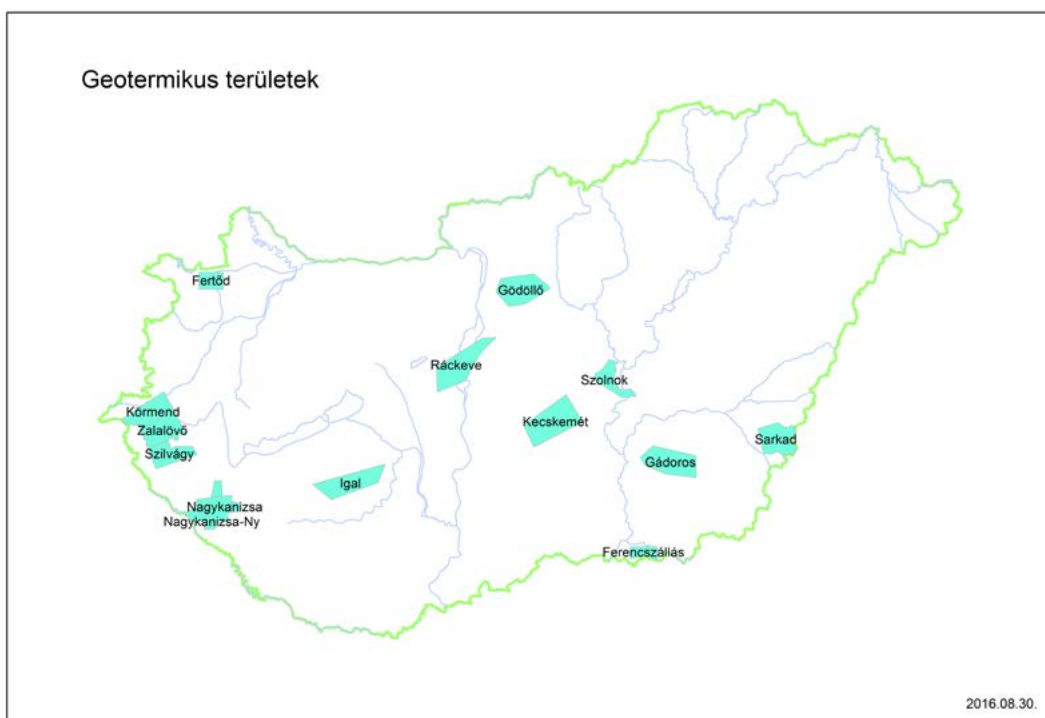 Geotermikus területek
Fertőd
Gödöllő
Ráckeve
Szolnok
Körmend
Kecskemét
Zalalövő
Sarkad
Szilvágy
Gádoros
Igal
Nagykanizsa
Nagykanizsa-Ny
Ferencszállás
2016.08.30.